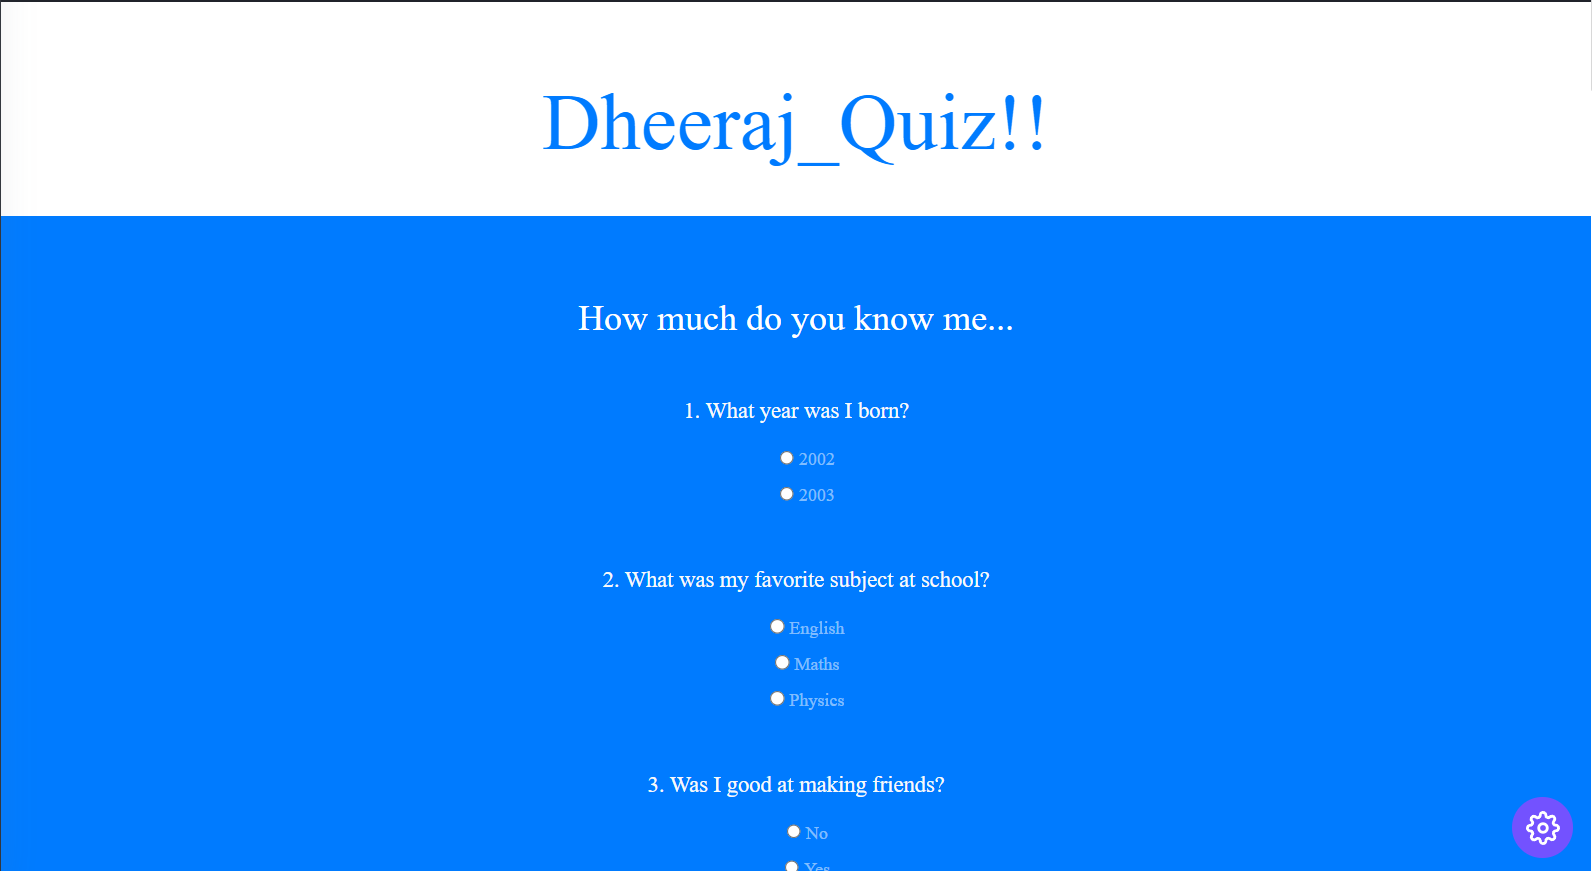 Dheeraj_Quiz!!
How much do you know me...
1. What year was I born?
2002
2003
2. What was my favorite subject at school?
English
Maths
Physics
3. Was I good at making friends?
No
Yes